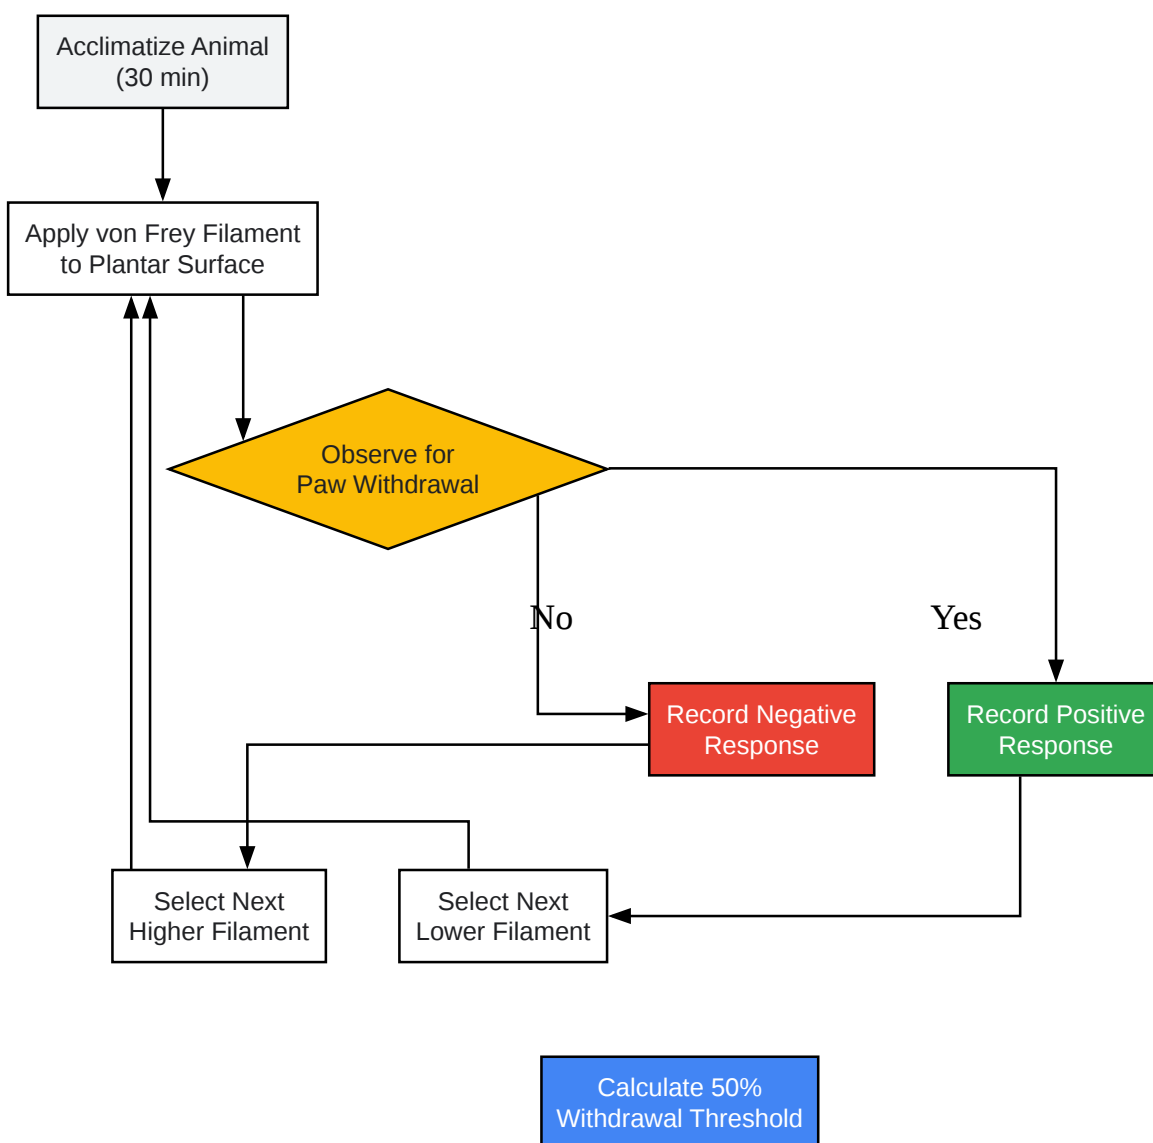 Acclimatize Animal
(30 min)
Apply von Frey Filament
to Plantar Surface
Observe for
Paw Withdrawal
No
Yes
Record Negative
Response
Record Positive
Response
Select Next
Higher Filament
Select Next
Lower Filament
Calculate 50%
Withdrawal Threshold